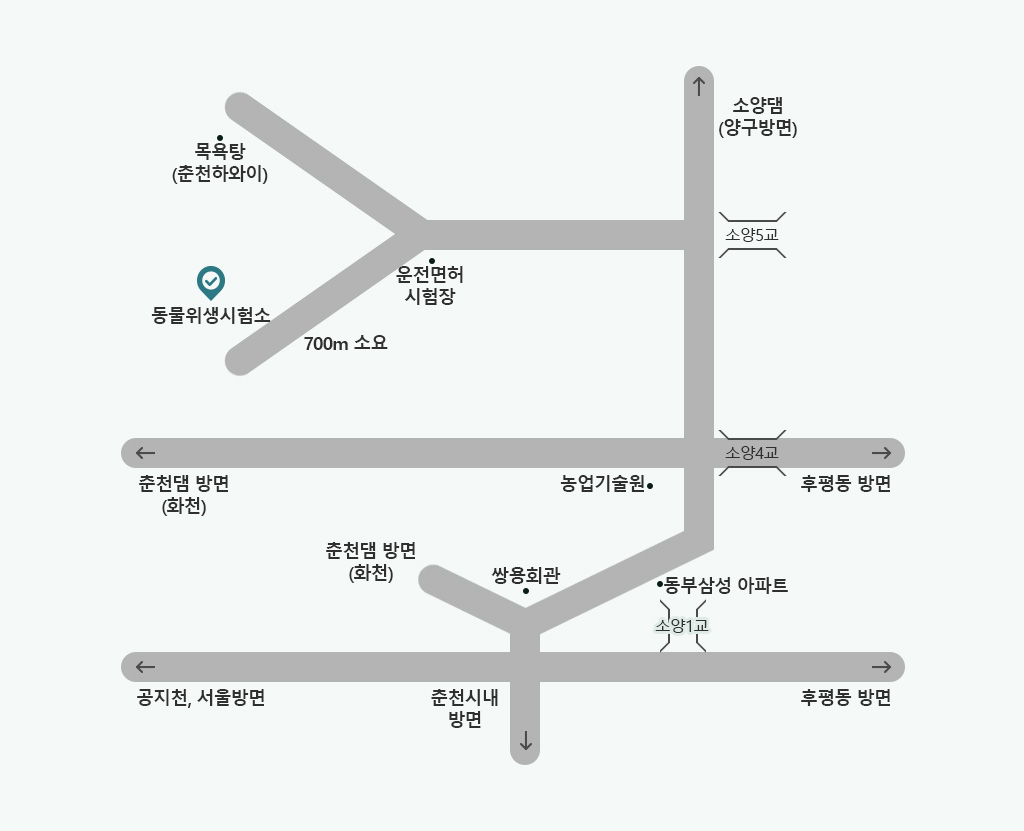 소양댐
(양구방면)
목욕탕
(춘천하와이)
소양5교
운전면허
시험장
동물위생시험소
700m 소요
소양4교
춘천댐 방면
(화천)
농업기술원
후평동 방면
춘천댐 방면
(화천)
쌍용회관
동부삼성 아파트
소양1교
공지천, 서울방면
춘천시내
방면
후평동 방면